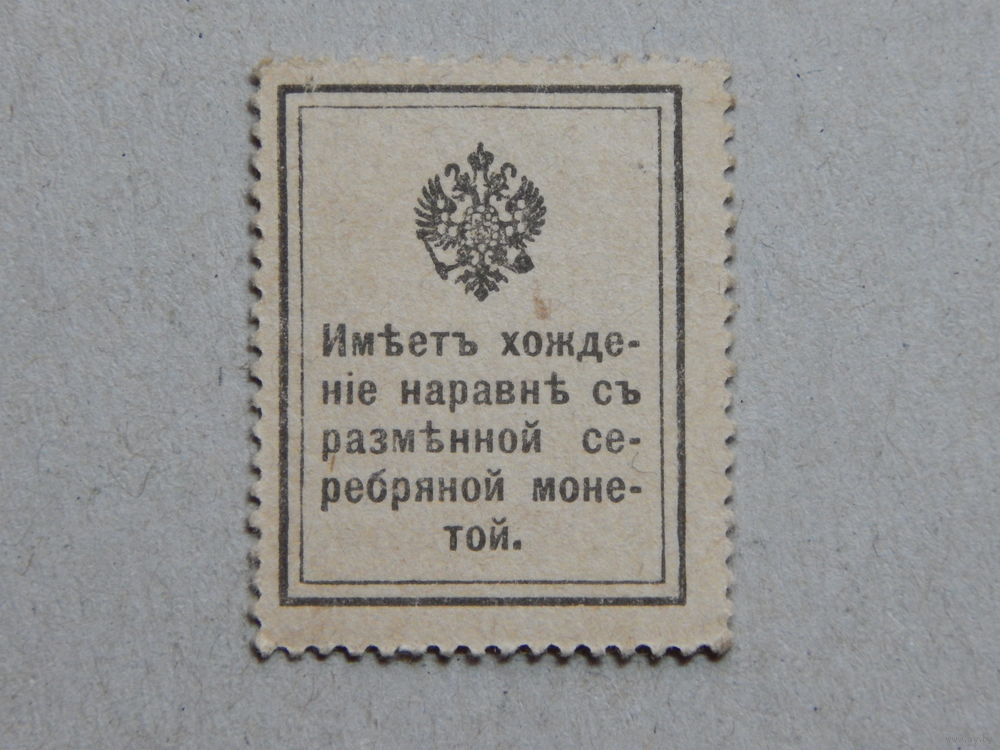 Имѣетъ хожде-
ніе наравнѣ съ
размѣнной се-
ребряной моне-
той.